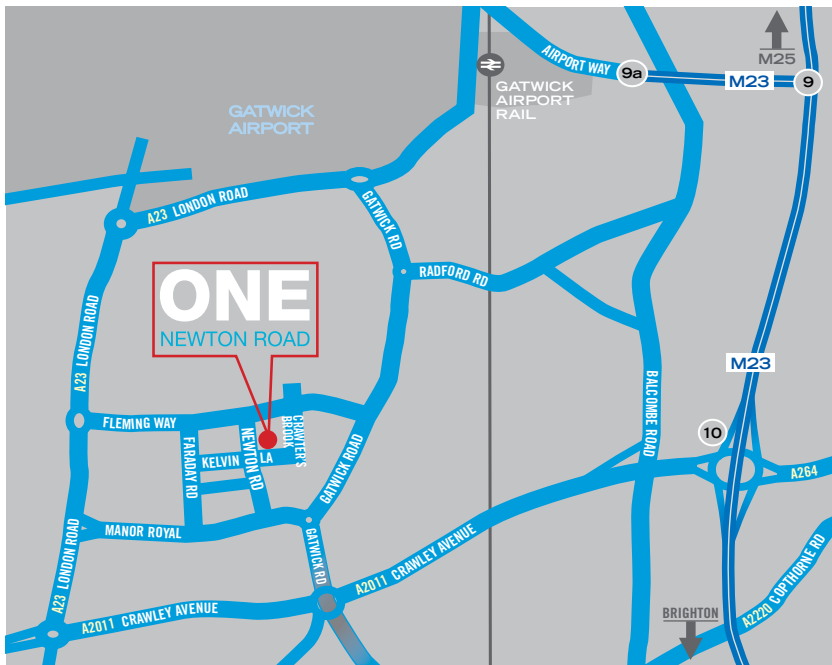 M25
AIRPORT WAY
9a
M23
9
GATWICK
AIRPORT
RAIL
GATWICK
AIRPORT
A23 LONDON ROAD
GATWICK RD
RADFORD RD
ONE
NEWTON ROAD
A23 LONDON ROAD
M23
BALCOMBE ROAD
FLEMING WAY
CRAWTER'S
BROOK
FARADAY RD
NEWTON RD
KELVIN LA
GATWICK ROAD
10
A264
MANOR ROYAL
GATWICK RD
A23 LONDON ROAD
A2011 CRAWLEY AVENUE
A2011 CRAWLEY AVENUE
A2220 COPTHORNE RD
BRIGHTON